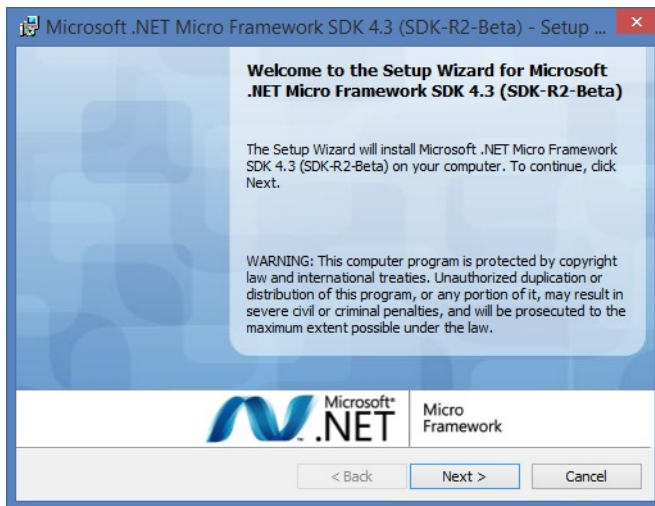 Microsoft .NET Micro Framework SDK 4.3 (SDK-R2-Beta) - Setup ...
Welcome to the Setup Wizard for Microsoft
.NET Micro Framework SDK 4.3 (SDK-R2-Beta)
The Setup Wizard will install Microsoft .NET Micro Framework
SDK 4.3 (SDK-R2-Beta) on your computer. To continue, click
Next.
WARNING: This computer program is protected by copyright
law and international treaties. Unauthorized duplication or
distribution of this program, or any portion of it, may result in
severe civil or criminal penalties, and will be prosecuted to the
maximum extent possible under the law.
Microsoft®
.NET
Micro
Framework
< Back
Next >
Cancel